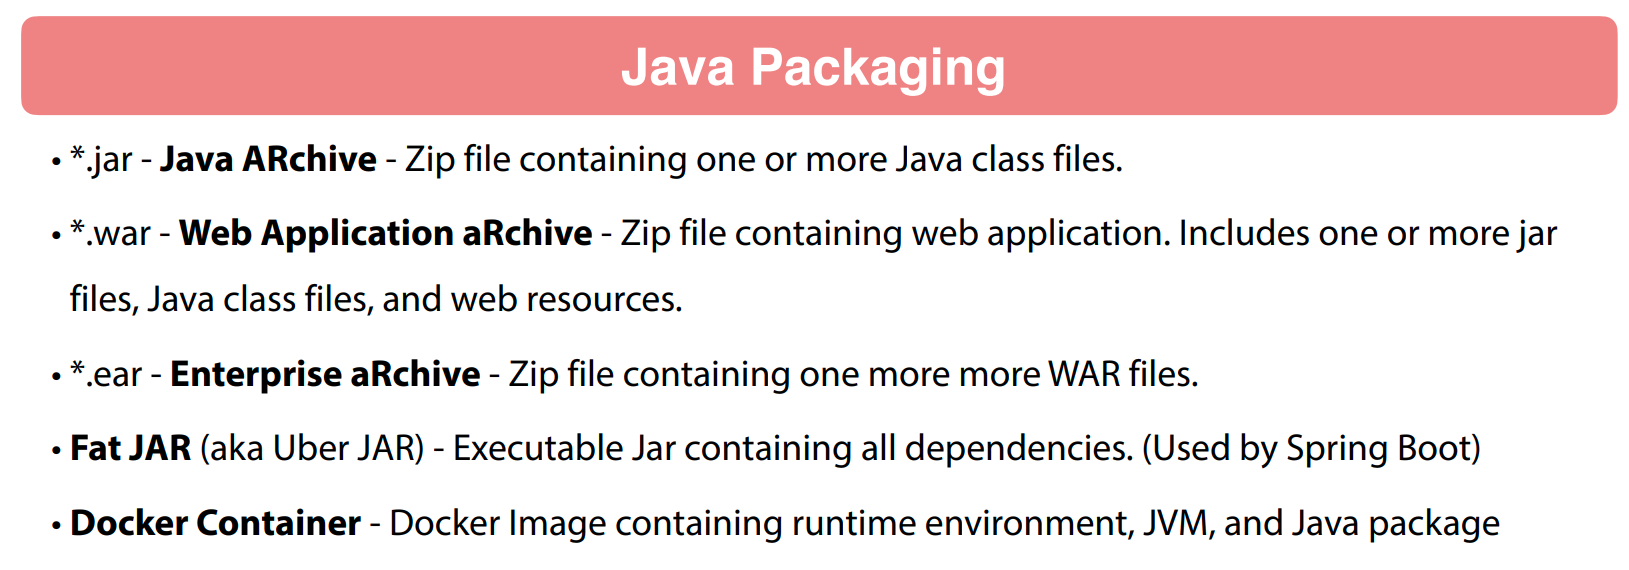 Java Packaging
• *.jar - Java ARchive - Zip file containing one or more Java class files.
• *.war - Web Application aRchive - Zip file containing web application. Includes one or more jar
files, Java class files, and web resources.
• *.ear - Enterprise aRchive - Zip file containing one more more WAR files.
• Fat JAR (aka Uber JAR) - Executable Jar containing all dependencies. (Used by Spring Boot)
• Docker Container - Docker Image containing runtime environment, JVM, and Java package